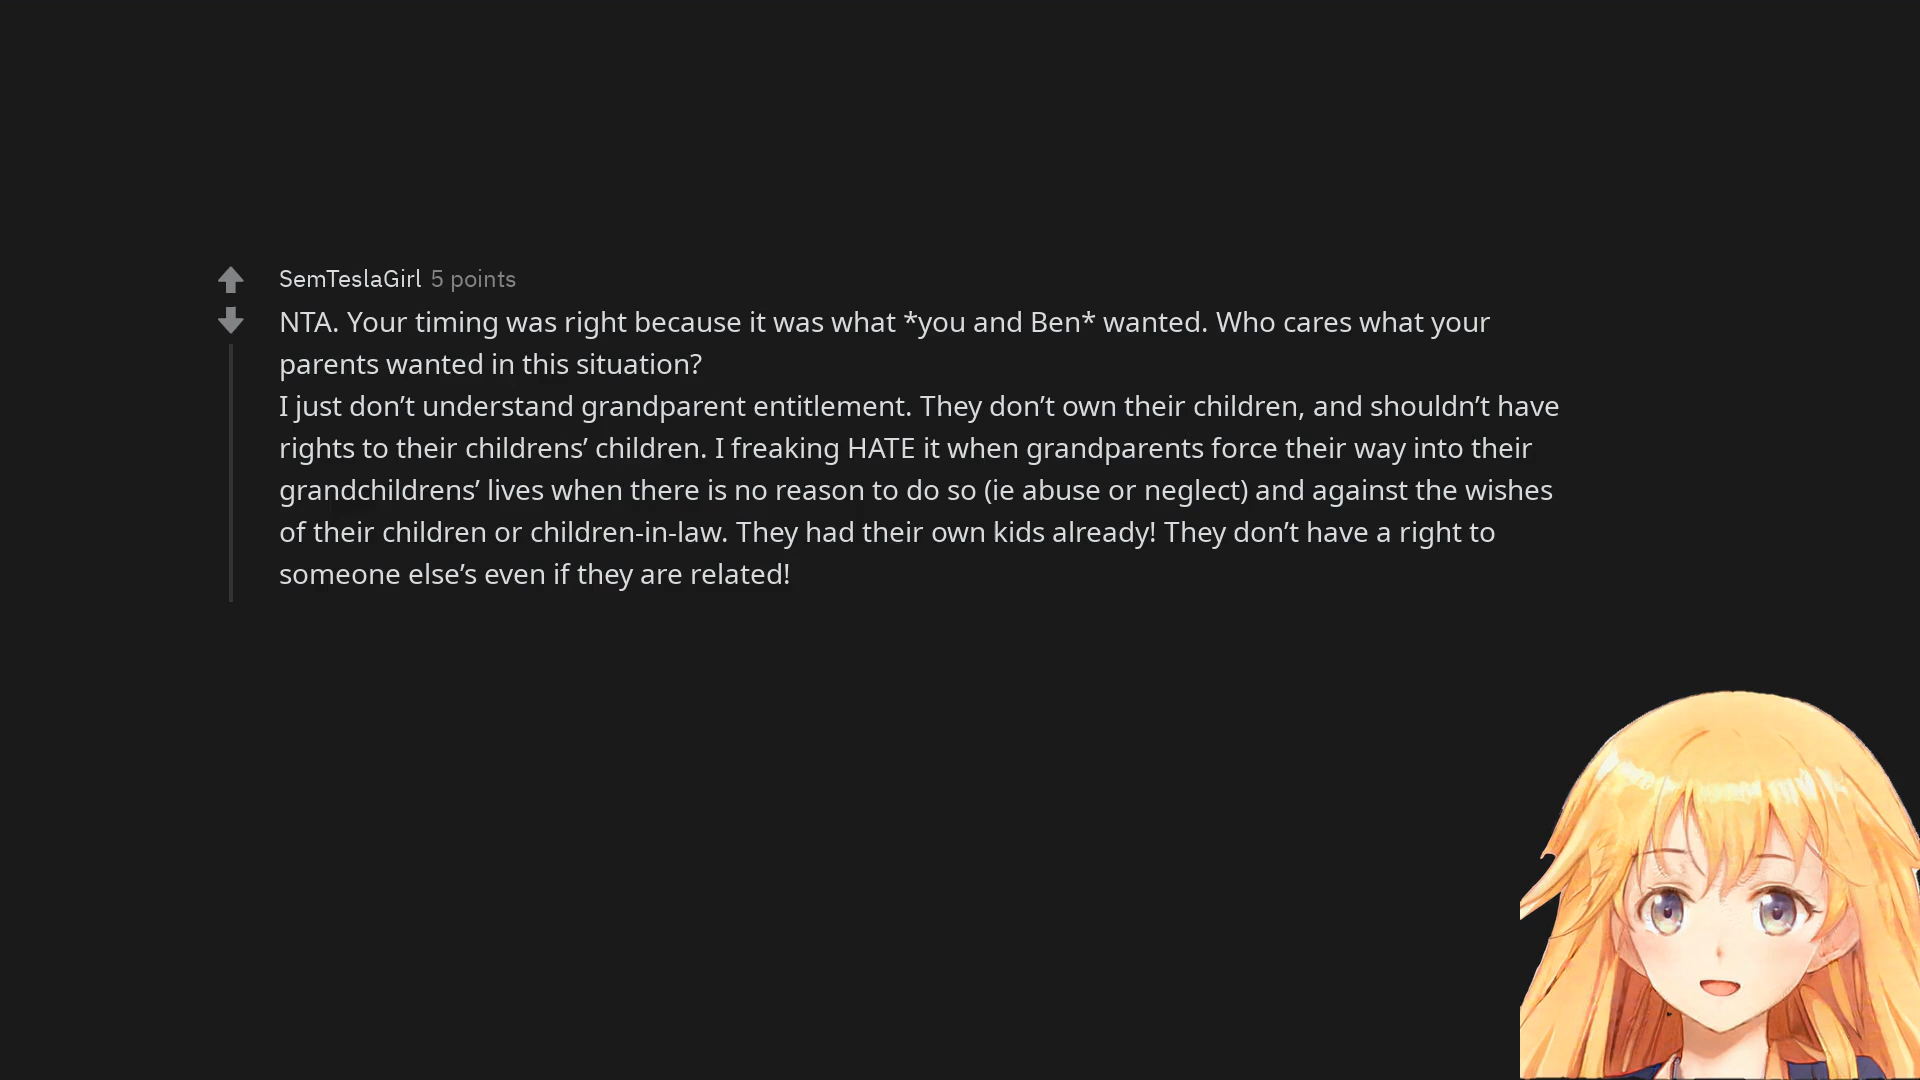 SemTeslaGirl 5 points
NTA. Your timing was right because it was what *you and Ben* wanted. Who cares what your
parents wanted in this situation?
I just don’t understand grandparent entitlement. They don’t own their children, and shouldn’t have
rights to their childrens’ children. I freaking HATE it when grandparents force their way into their
grandchildrens’ lives when there is no reason to do so (ie abuse or neglect) and against the wishes
of their children or children-in-law. They had their own kids already! They don’t have a right to
someone else’s even if they are related!